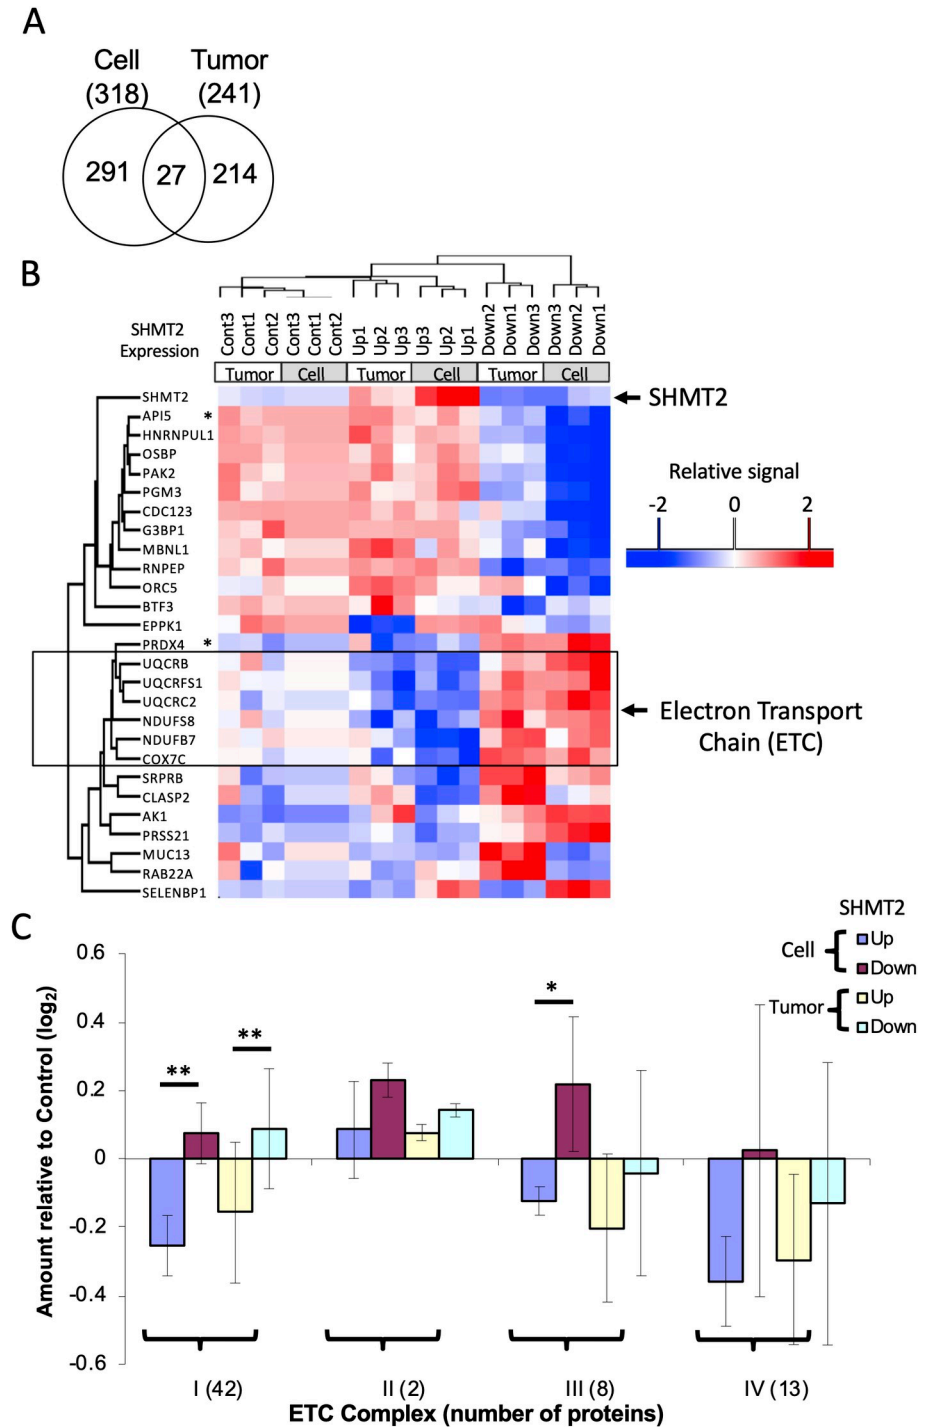 A
Cell
(318)
Tumor
(241)
291
27
214
B
SHMT2
Expression
Cont3
Cont1
Cont2
Cont3
Cont1
Cont2
Up1
Up2
Up3
Up3
Up2
Up1
Down2
Down1
Down3
Down3
Down2
Down1
Tumor
Cell
Tumor
Cell
Tumor
Cell
SHMT2
API5 *
HNRNPUL1
OSBP
PAK2
PGM3
CDC123
G3BP1
MBNL1
RNPEP
ORC5
BTF3
EPPK1
PRDX4 *
UQCRB
UQCRFS1
UQCRC2
NDUFS8
NDUFB7
COX7C
SRPRB
CLASP2
AK1
PRSS21
MUC13
RAB22A
SELENBP1
SHMT2
Relative signal
-2 0 2
Electron Transport
Chain (ETC)
C
SHMT2
Cell
Up
Down
Tumor
Up
Down
Amount relative to Control (log2)
0.6
0.4
0.2
0
-0.2
-0.4
-0.6
**
**
*
I (42)
II (2)
III (8)
IV (13)
ETC Complex (number of proteins)